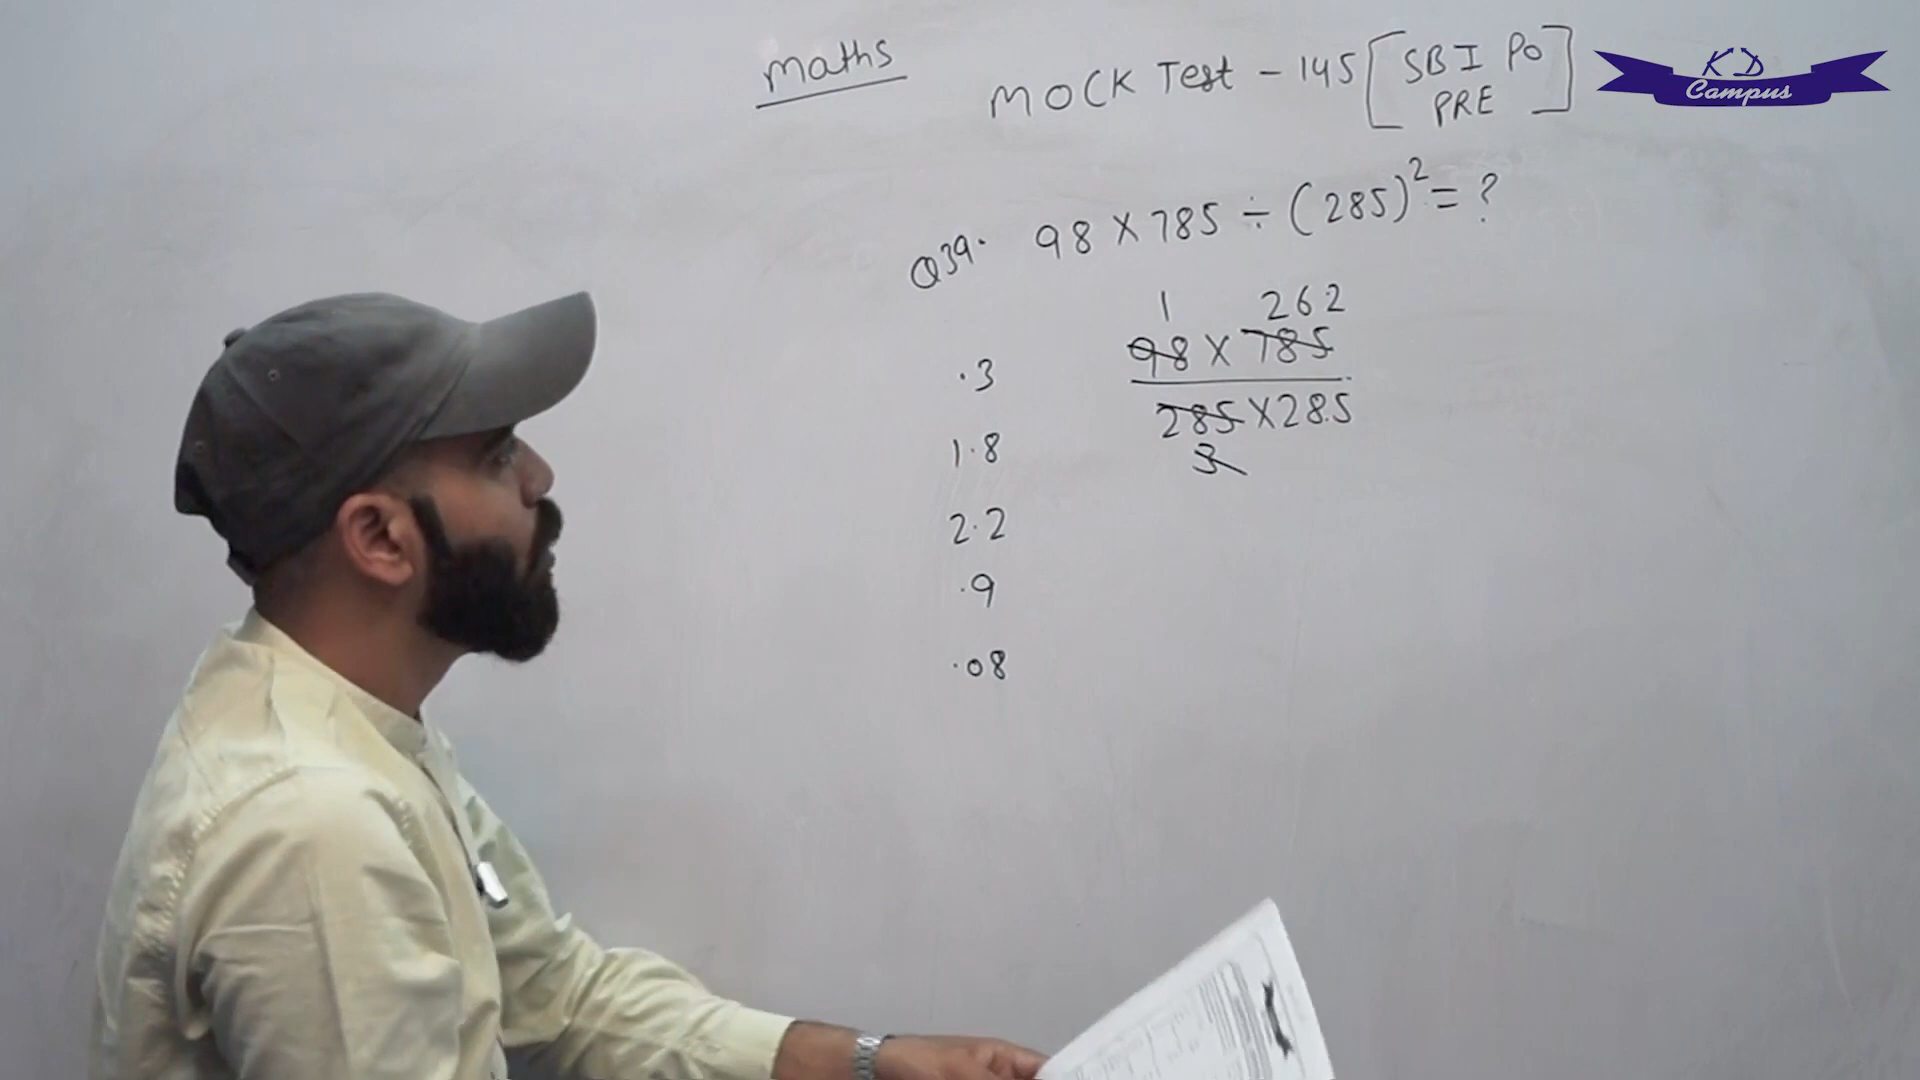 maths
MOCK Test - 145 [SBI PO PRE]
KD
Campus
Q39. 98 X 785 ÷ (285)² = ?
1 262
98 X 785
285 X 285
3
.3
1.8
2.2
.9
.08